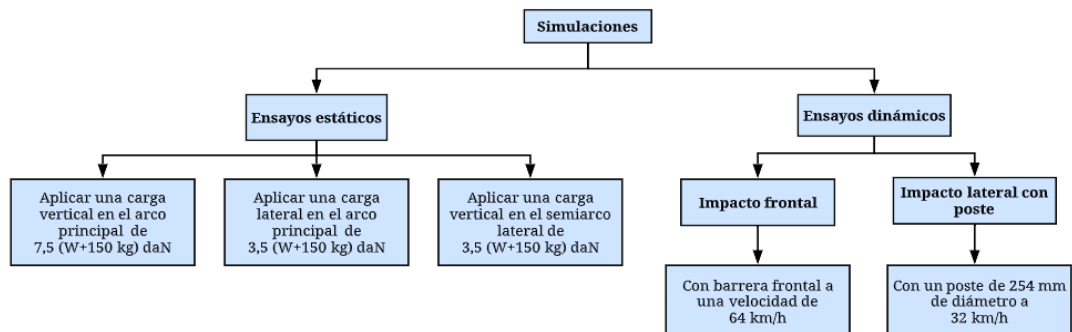 Simulaciones
Ensayos estáticos
Ensayos dinámicos
Aplicar una carga
vertical en el arco
principal de
7,5 (W+150 kg) daN
Aplicar una carga
lateral en el arco
principal de
3,5 (W+150 kg) daN
Aplicar una carga
vertical en el semiarco
lateral de
3,5 (W+150 kg) daN
Impacto frontal
Impacto lateral con
poste
Con barrera frontal a
una velocidad de
64 km/h
Con un poste de 254 mm
de diámetro a
32 km/h